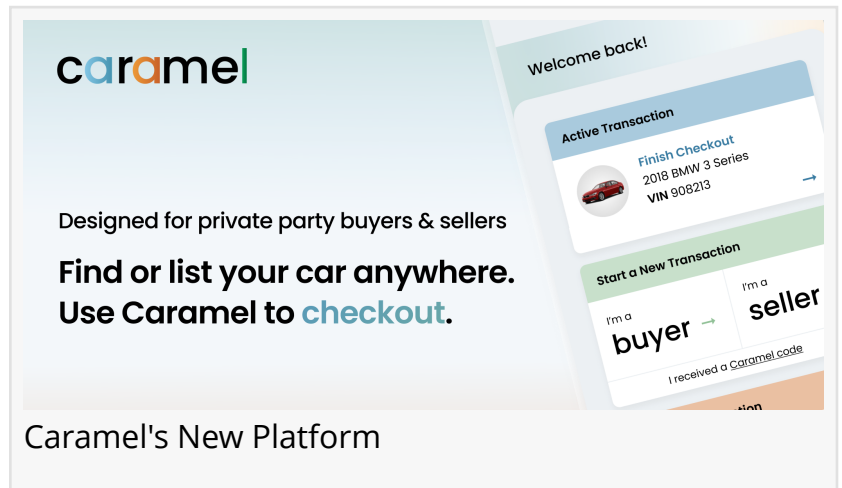 caramel
Designed for private party buyers & sellers
Find or list your car anywhere.
Use Caramel to checkout.
Welcome back!
Active Transaction
Finish Checkout
2018 BMW 3 Series
VIN 908213
Start a New Transaction
I'm a
buyer →
I'm a
seller
I received a Caramel code
Caramel's New Platform